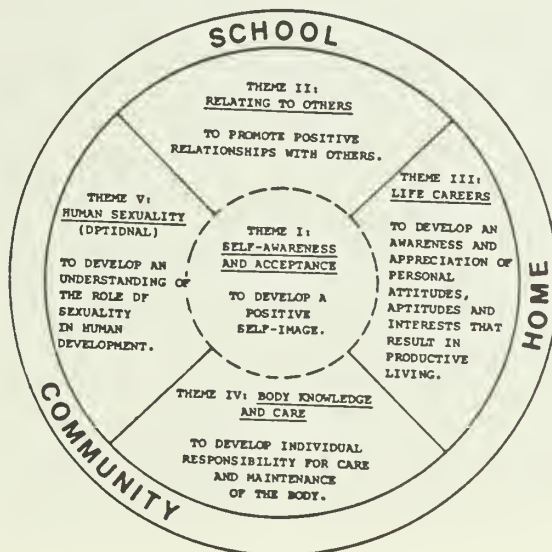 SCHOOL
THEME II:
RELATING TO OTHERS
TO PROMOTE POSITIVE
RELATIONSHIPS WITH OTHERS.
THEME I:
SELF-AWARENESS
AND ACCEPTANCE
TO DEVELOP A
POSITIVE
SELF-IMAGE.
THEME III:
LIFE CAREERS
TO DEVELOP AN
AWARENESS AND
APPRECIATION OF
PERSONAL
ATTITUDES,
APTITUDES AND
INTERESTS THAT
RESULT IN
PRODUCTIVE
LIVING.
HOME
THEME IV: BODY KNOWLEDGE
AND CARE
TO DEVELOP INDIVIDUAL
RESPONSIBILITY FOR CARE
AND MAINTENANCE
OF THE BODY.
THEME V:
HUMAN SEXUALITY
(OPTIONAL)
TO DEVELOP AN
UNDERSTANDING OF
THE ROLE OF
SEXUALITY
IN HUMAN
DEVELOPMENT.
COMMUNITY